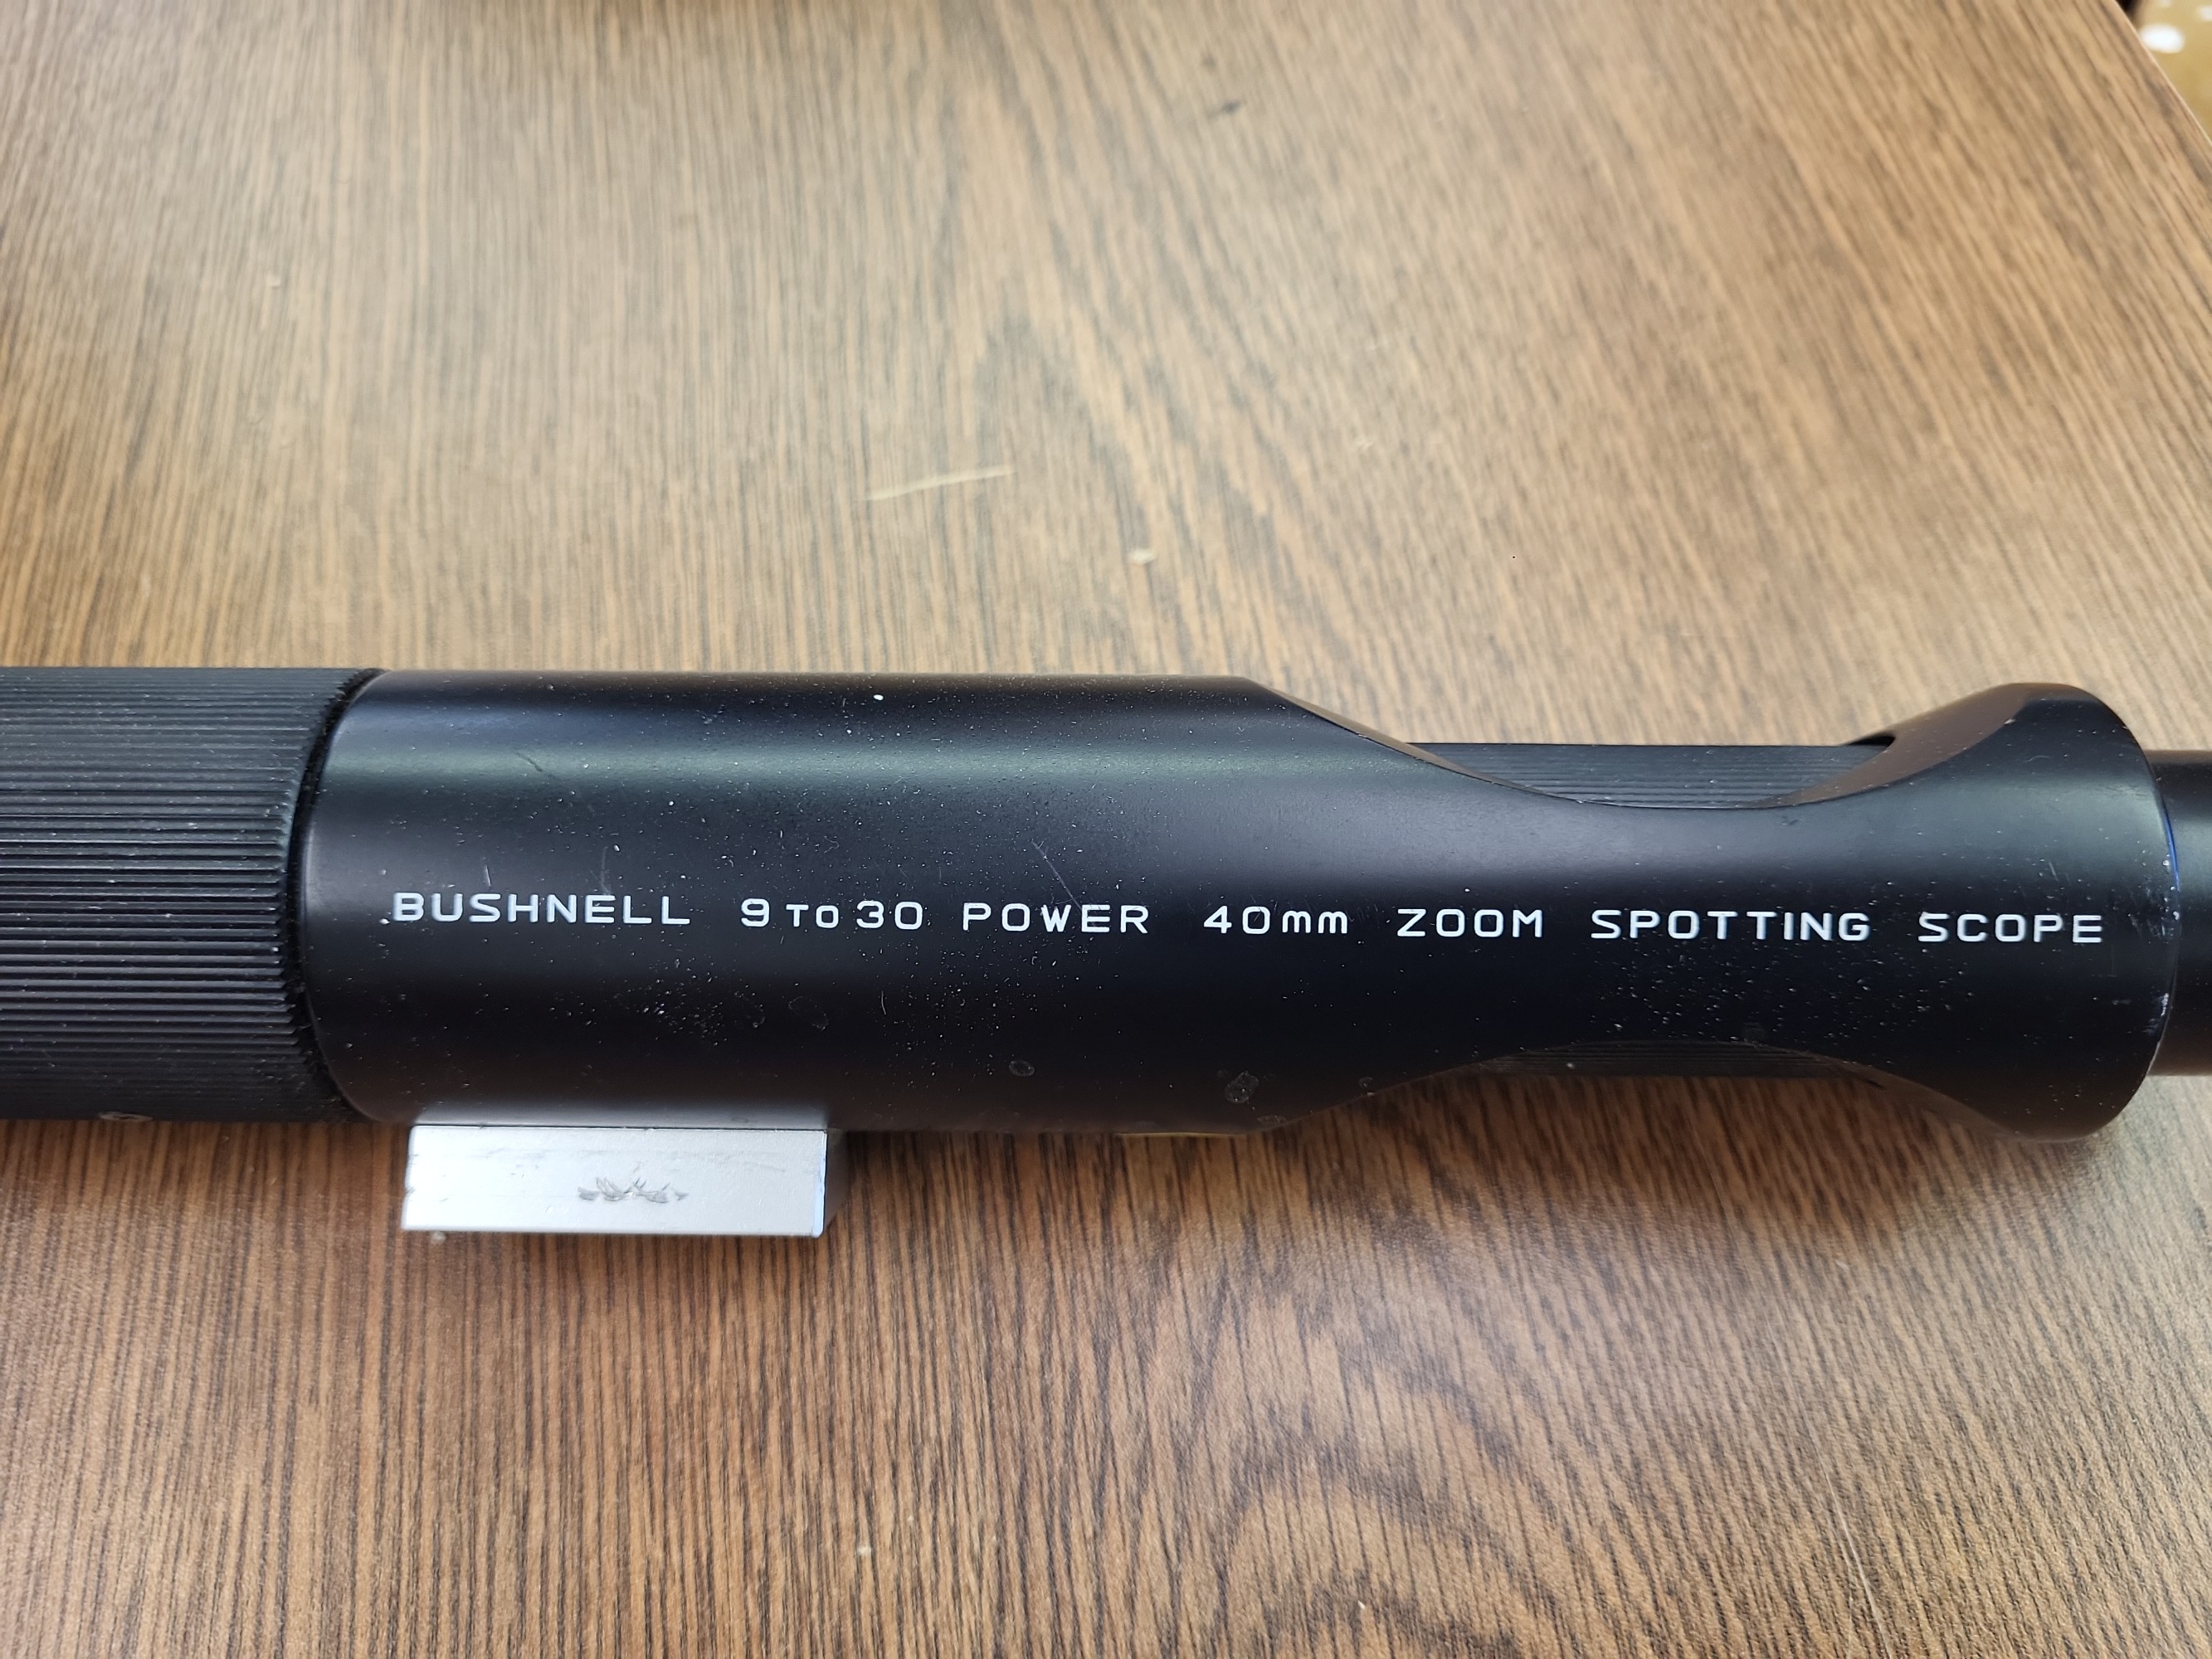 BUSHNELL 9 TO 30 POWER 40mm ZOOM SPOTTING SCOPE